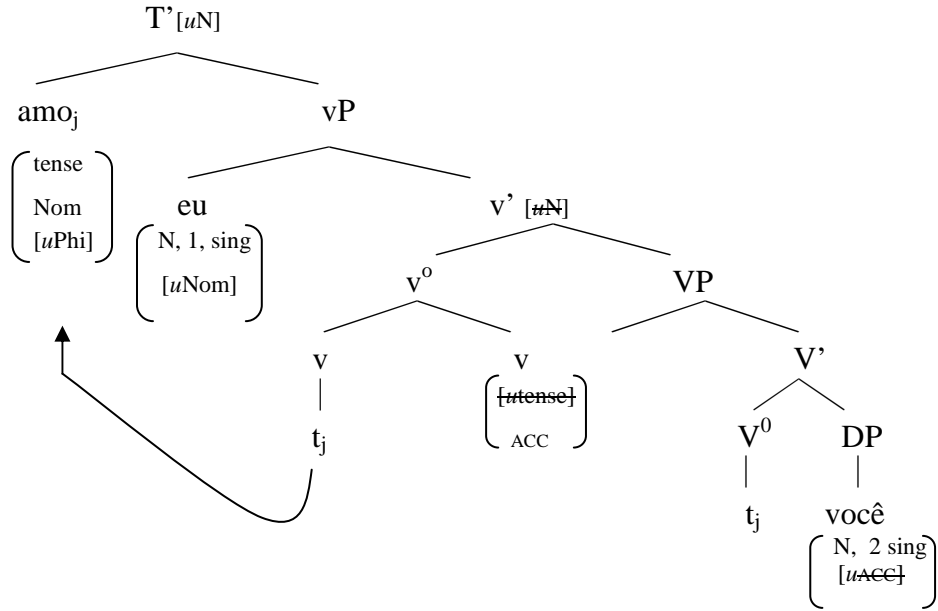 T’[uN]
amoj vP
tense
Nom
[uPhi]
eu
N, 1, sing
[uNom]
v’ [uN]
vo VP
v v V’
[utense]
ACC
tj V0 DP
tj você
N, 2 sing
[uACC]